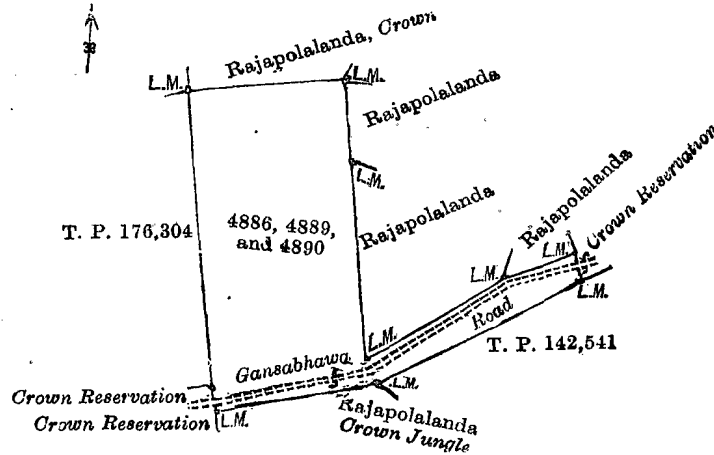 Rajapolalanda, Crown
L.M.
L.M.
Rajapolalanda
L.M.
T. P. 176,304
4886, 4889,
and 4890
Rajapolalanda
Rajapolalanda
Crown Reservation
L.M.
L.M.
L.M.
Road
T. P. 142,541
L.M.
Gansabhawa
L.M.
Crown Reservation
Crown Reservation
L.M.
Rajapolalanda
Crown Jungle